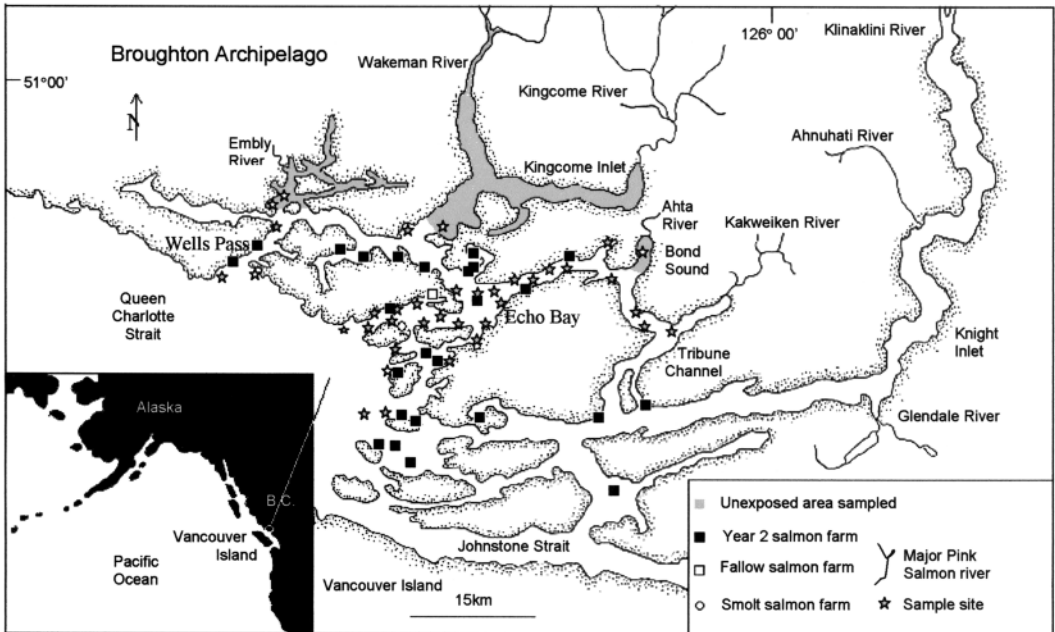 Broughton Archipelago
51°00'
N
126° 00'
Klinaklini River
Wakeman River
Kingcome River
Ahnuhati River
Embly
River
Kingcome Inlet
Ahta
River
Kakweiken River
Wells Pass
Bond
Sound
Queen
Charlotte
Strait
Echo Bay
Knight
Inlet
Tribune
Channel
Glendale River
Alaska
B.C.
Vancouver
Island
Pacific
Ocean
Johnstone Strait
Vancouver Island
15km
Unexposed area sampled
Year 2 salmon farm
Fallow salmon farm
Smolt salmon farm
Major Pink
Salmon river
Sample site